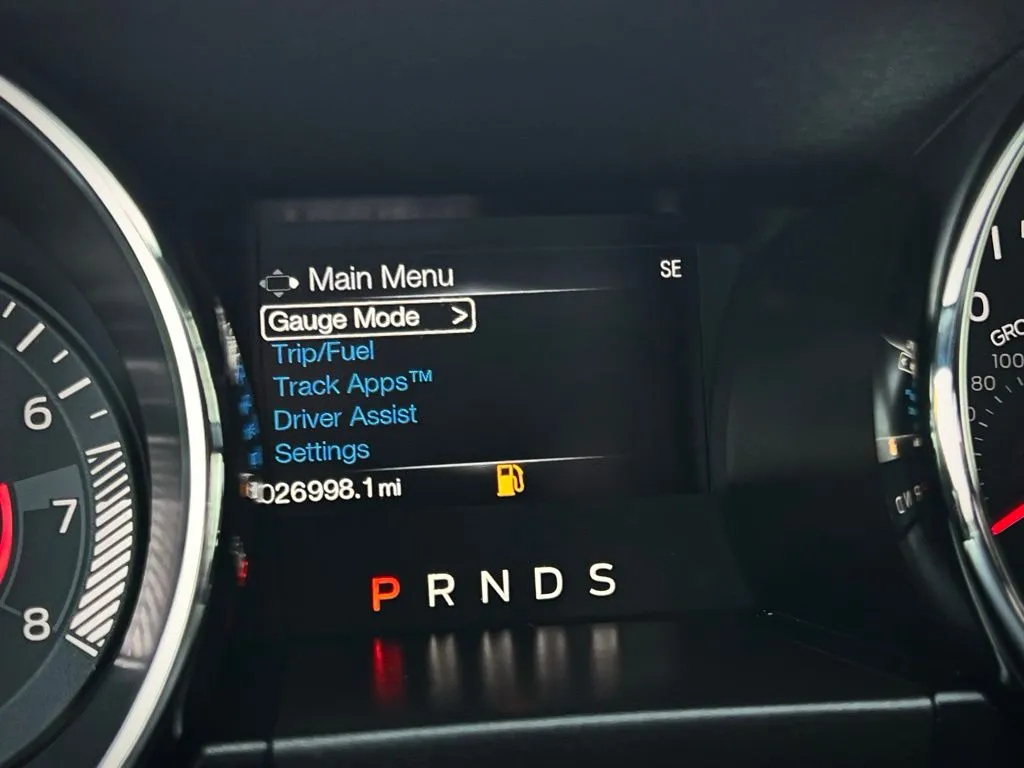 Main Menu
SE
Gauge Mode >
Trip/Fuel
Track Apps™
Driver Assist
Settings
026998.1 mi
P R N D S
6
7
8
0
100
80